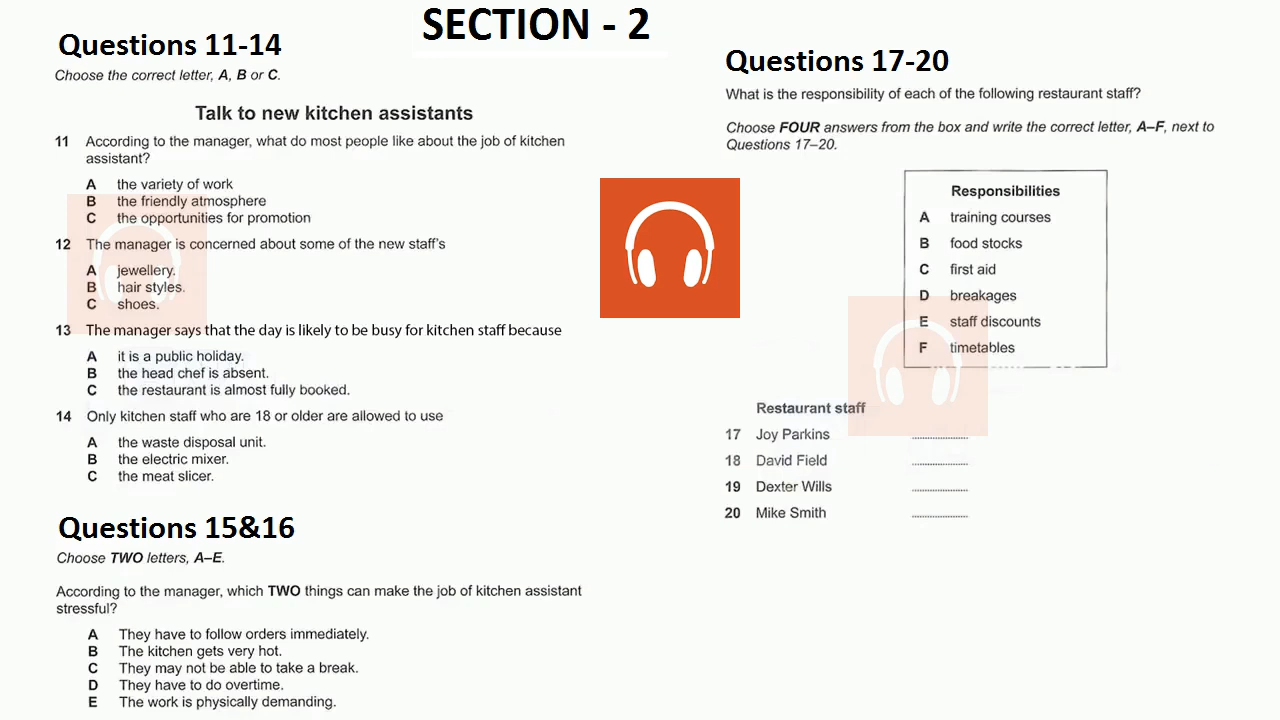 SECTION - 2
Questions 11-14
Choose the correct letter, A, B or C.
Talk to new kitchen assistants
11 According to the manager, what do most people like about the job of kitchen
assistant?
A the variety of work
B the friendly atmosphere
C the opportunities for promotion
12 The manager is concerned about some of the new staff's
A jewellery.
B hair styles.
C shoes.
13 The manager says that the day is likely to be busy for kitchen staff because
A it is a public holiday.
B the head chef is absent.
C the restaurant is almost fully booked.
14 Only kitchen staff who are 18 or older are allowed to use
A the waste disposal unit.
B the electric mixer.
C the meat slicer.
Questions 15&16
Choose TWO letters, A–E.
According to the manager, which TWO things can make the job of kitchen assistant
stressful?
A They have to follow orders immediately.
B The kitchen gets very hot.
C They may not be able to take a break.
D They have to do overtime.
E The work is physically demanding.
Questions 17-20
What is the responsibility of each of the following restaurant staff?
Choose FOUR answers from the box and write the correct letter, A–F, next to
Questions 17–20.
Responsibilities
A training courses
B food stocks
C first aid
D breakages
E staff discounts
F timetables
Restaurant staff
17 Joy Parkins ....................
18 David Field ....................
19 Dexter Wills ....................
20 Mike Smith ....................